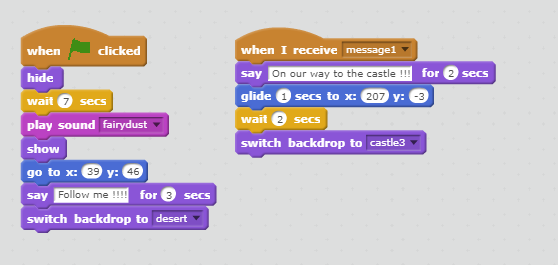 when clicked
hide
wait 7 secs
play sound fairydust
show
go to x: 39 y: 46
say Follow me !!!! for 3 secs
switch backdrop to desert
when I receive message1
say On our way to the castle !!! for 2 secs
glide 1 secs to x: 207 y: -3
wait 2 secs
switch backdrop to castle3